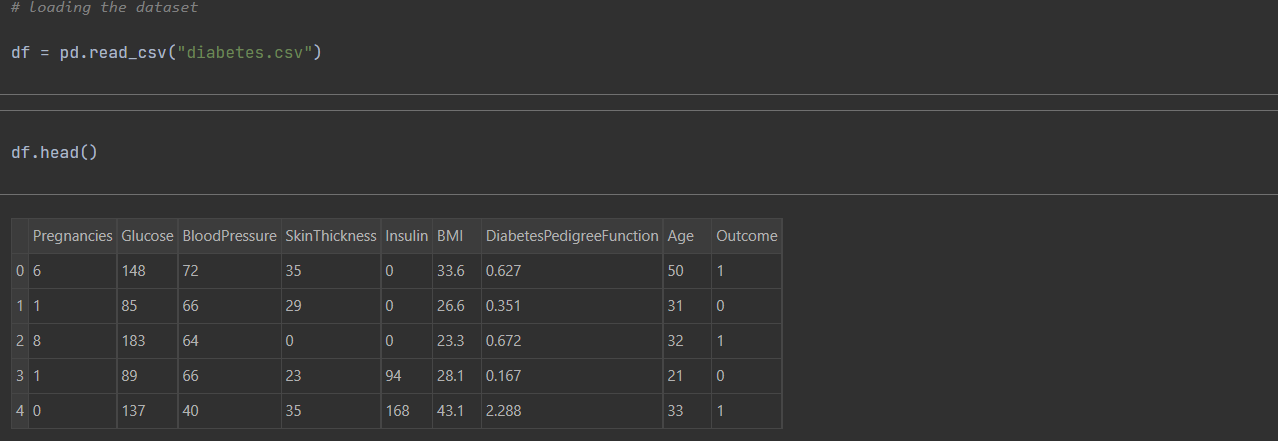 # loading the dataset
df = pd.read_csv("diabetes.csv")
df.head()
Pregnancies Glucose BloodPressure SkinThickness Insulin BMI DiabetesPedigreeFunction Age Outcome
0 6 148 72 35 0 33.6 0.627 50 1
1 1 85 66 29 0 26.6 0.351 31 0
2 8 183 64 0 0 23.3 0.672 32 1
3 1 89 66 23 94 28.1 0.167 21 0
4 0 137 40 35 168 43.1 2.288 33 1